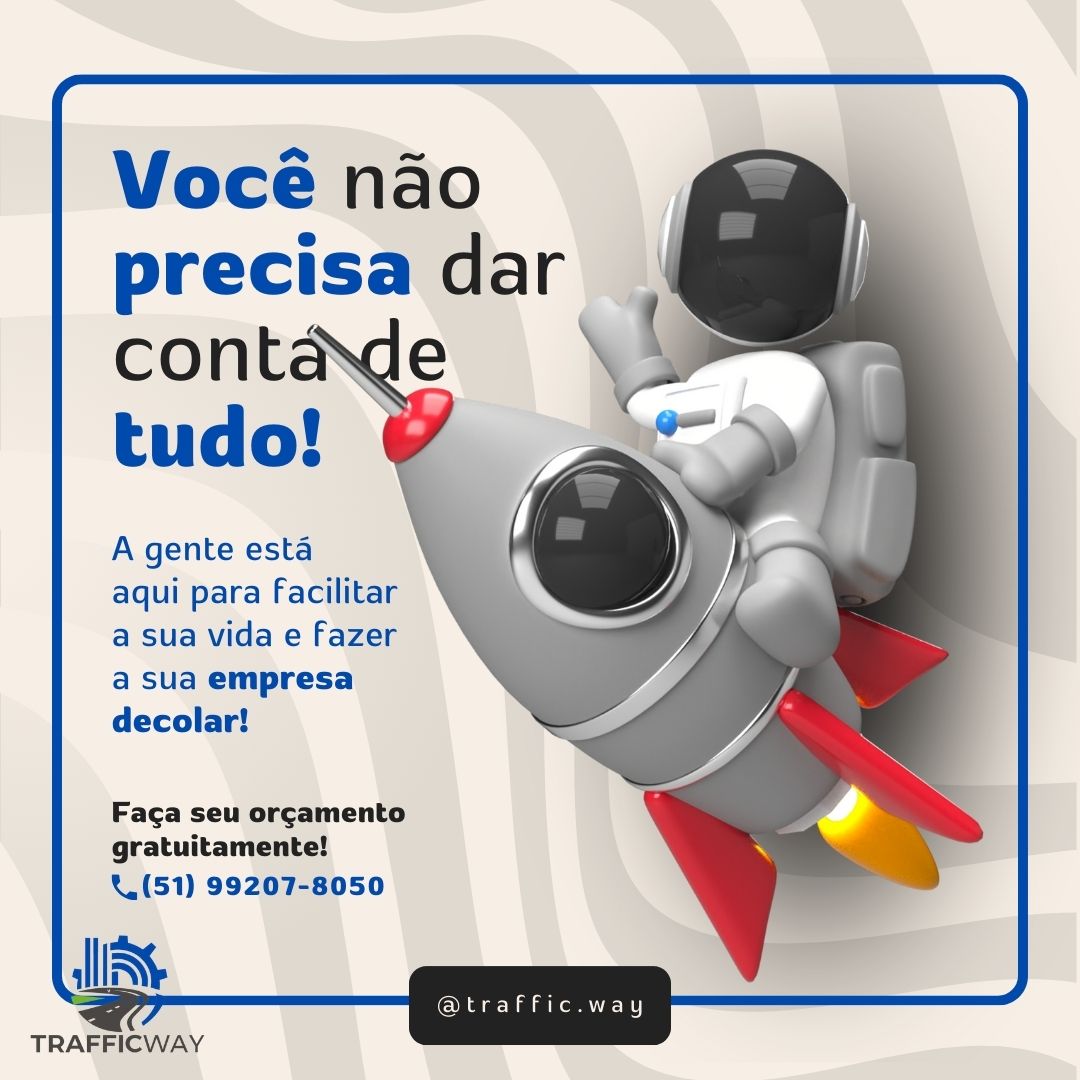 Você não
precisa dar
conta de
tudo!
A gente está
aqui para facilitar
a sua vida e fazer
a sua empresa
decolar!
Faça seu orçamento
gratuitamente!
(51) 99207-8050
TRAFFICWAY
@traffic.way